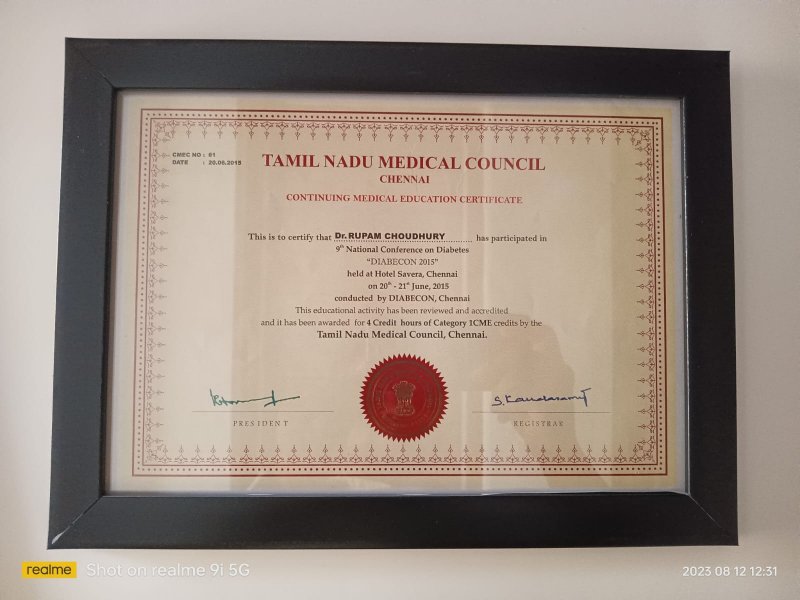 CMEC NO : 01
DATE : 20.06.2015
TAMIL NADU MEDICAL COUNCIL
CHENNAI
CONTINUING MEDICAL EDUCATION CERTIFICATE
This is to certify that Dr.RUPAM CHOUDHURY has participated in
9th National Conference on Diabetes
"DIABECON 2015"
held at Hotel Savera, Chennai
on 20th - 21st June, 2015
conducted by DIABECON, Chennai
This educational activity has been reviewed and accredited
and it has been awarded for 4 Credit hours of Category 1CME credits by the
Tamil Nadu Medical Council, Chennai.
PRESIDENT
REGISTRAR
realme Shot on realme 9i 5G
2023 08 12 12:31